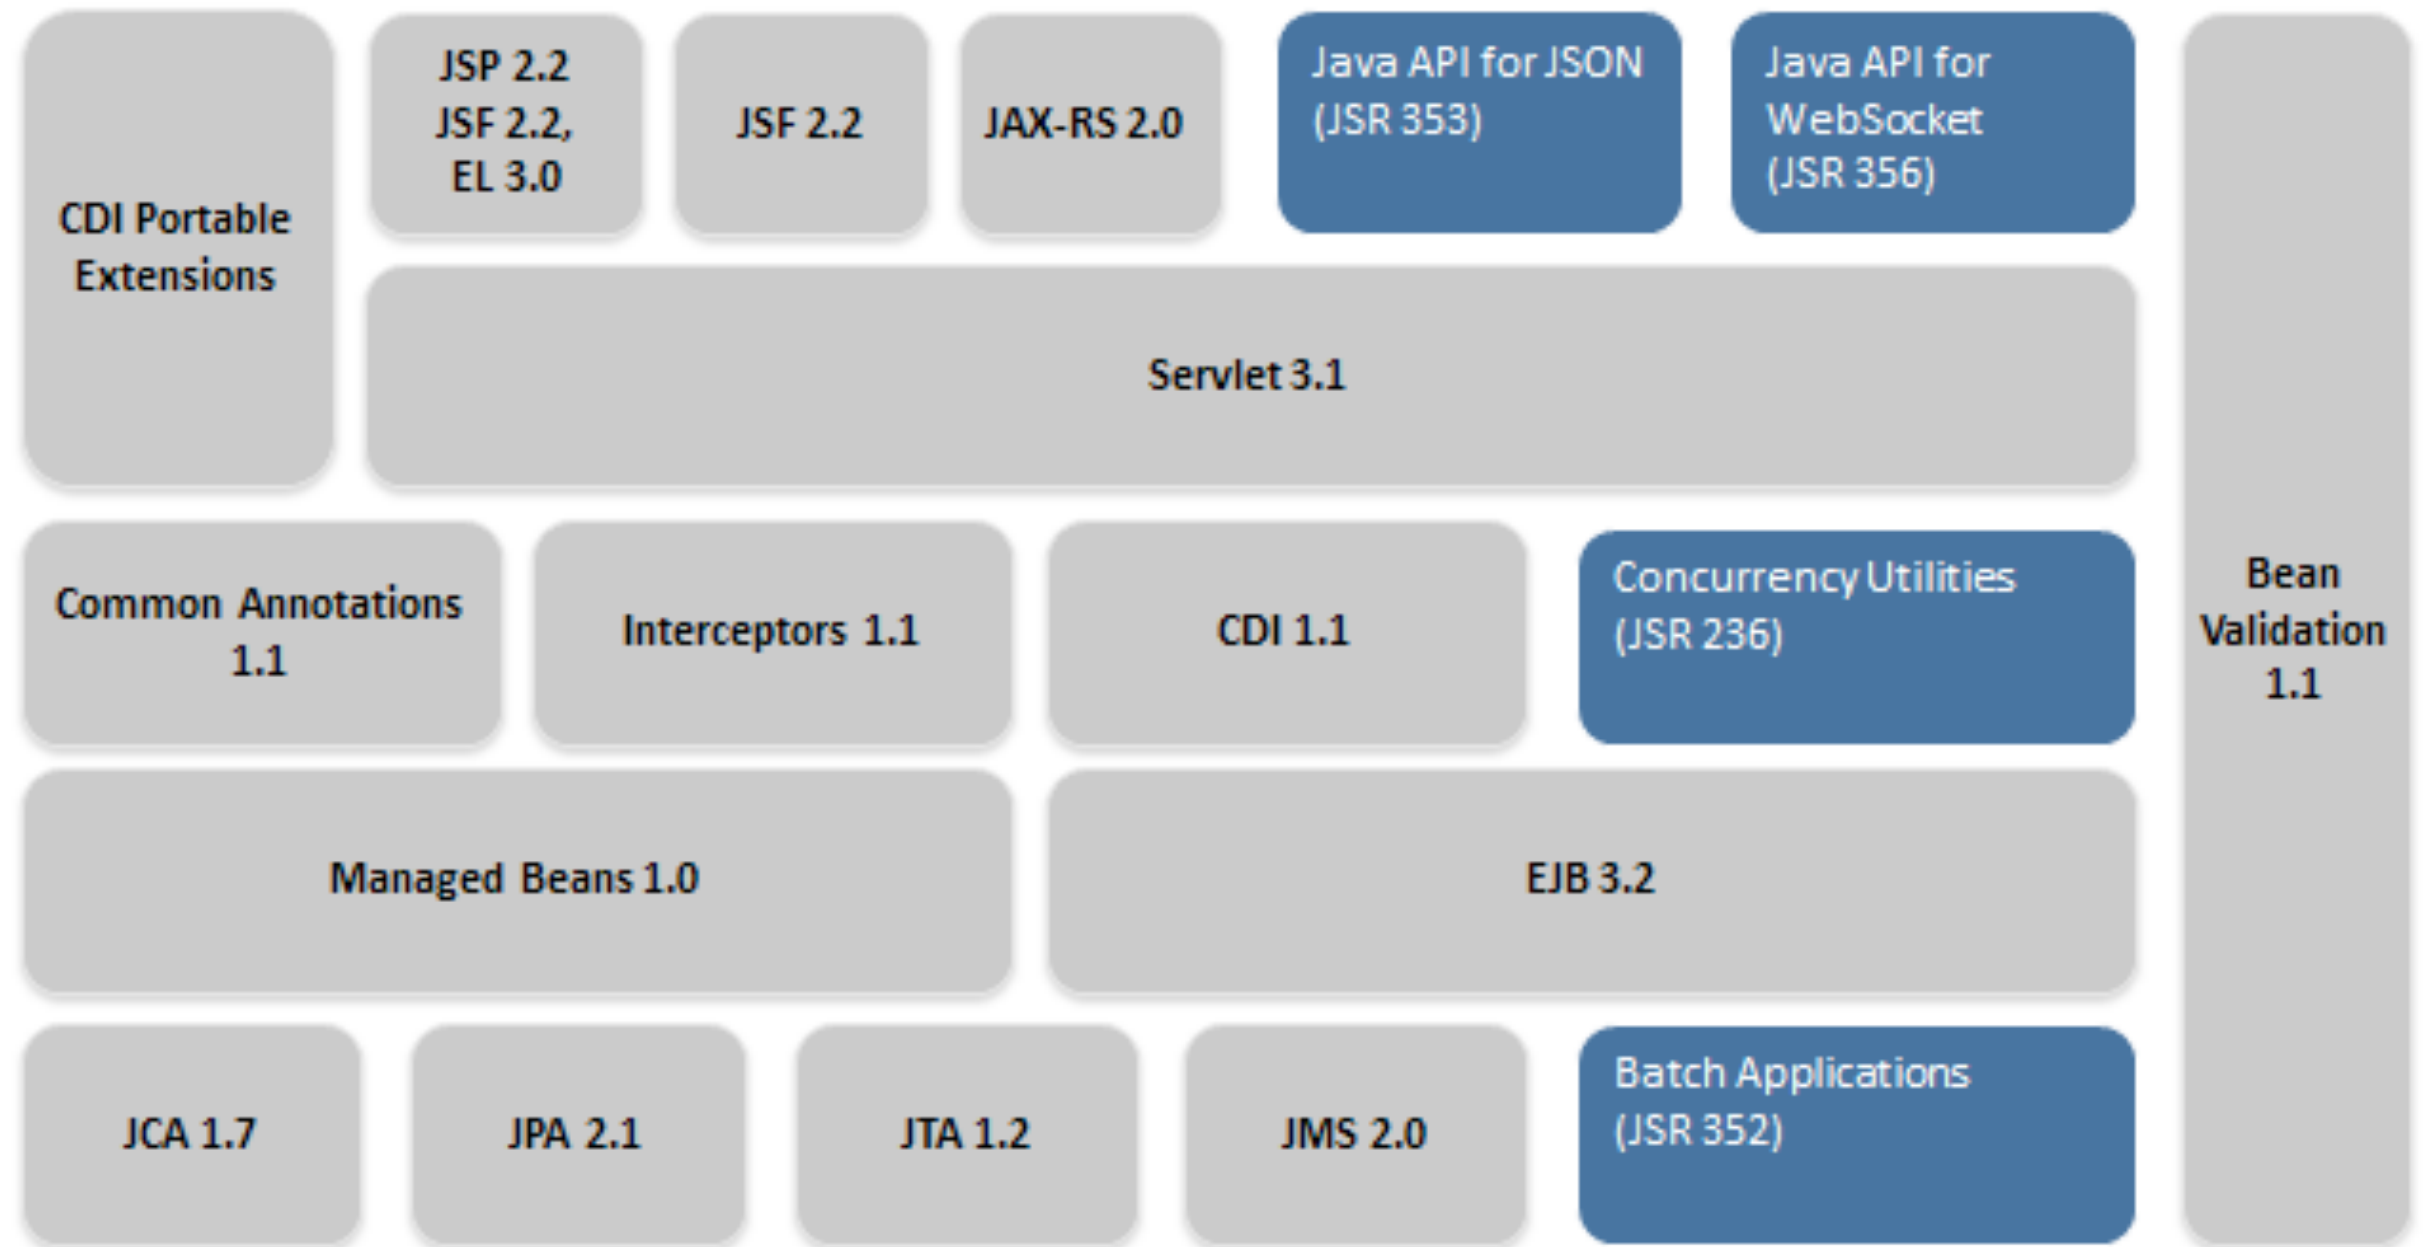 CDI Portable
Extensions
JSP 2.2
JSF 2.2,
EL 3.0
JSF 2.2
JAX-RS 2.0
Java API for JSON
(JSR 353)
Java API for
WebSocket
(JSR 356)
Servlet 3.1
Common Annotations
1.1
Interceptors 1.1
CDI 1.1
Concurrency Utilities
(JSR 236)
Bean
Validation
1.1
Managed Beans 1.0
EJB 3.2
JCA 1.7
JPA 2.1
JTA 1.2
JMS 2.0
Batch Applications
(JSR 352)